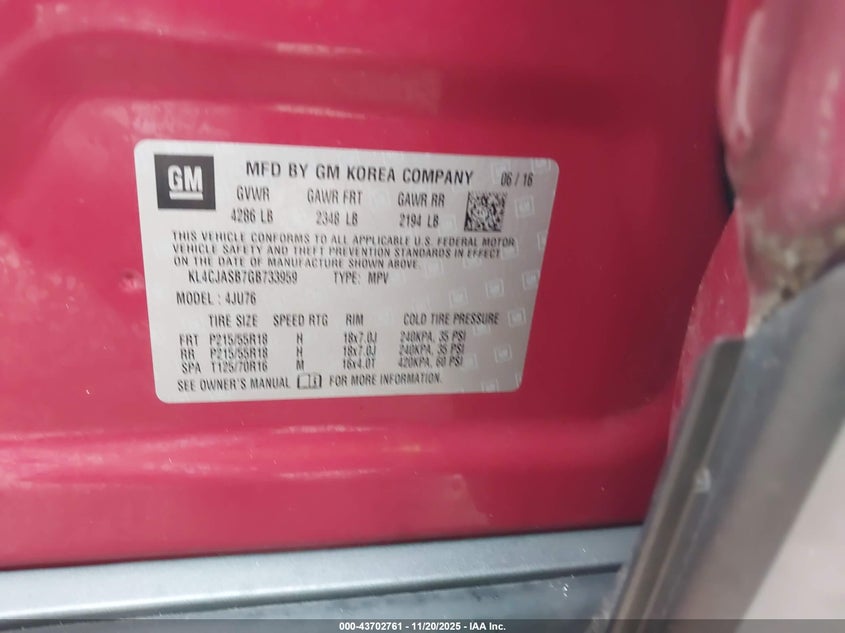 GM
MFD BY GM KOREA COMPANY 06/16
GVWR GAWR FRT GAWR RR
4286 LB 2348 LB 2194 LB
THIS VEHICLE CONFORMS TO ALL APPLICABLE U.S. FEDERAL MOTOR
VEHICLE SAFETY AND THEFT PREVENTION STANDARDS IN EFFECT
ON THE DATE OF MANUFACTURE SHOWN ABOVE.
KL4CJASB7GB733959 TYPE: MPV
MODEL : 4JU76
TIRE SIZE SPEED RTG RIM COLD TIRE PRESSURE
FRT P215/55R18 H 18x7.0J 240KPA, 35 PSI
RR P215/55R18 H 18x7.0J 240KPA, 35 PSI
SPA T125/70R16 M 16x4.0T 420KPA, 60 PSI
SEE OWNER'S MANUAL FOR MORE INFORMATION.
000-43702761 - 11/20/2025 - IAA Inc.